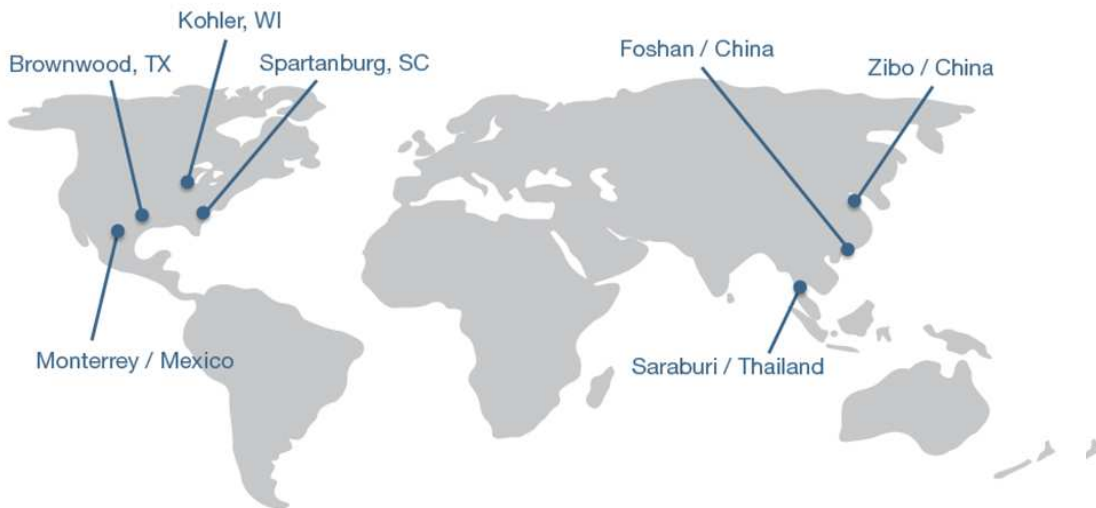 Kohler, WI
Brownwood, TX
Spartanburg, SC
Foshan / China
Zibo / China
Monterrey / Mexico
Saraburi / Thailand